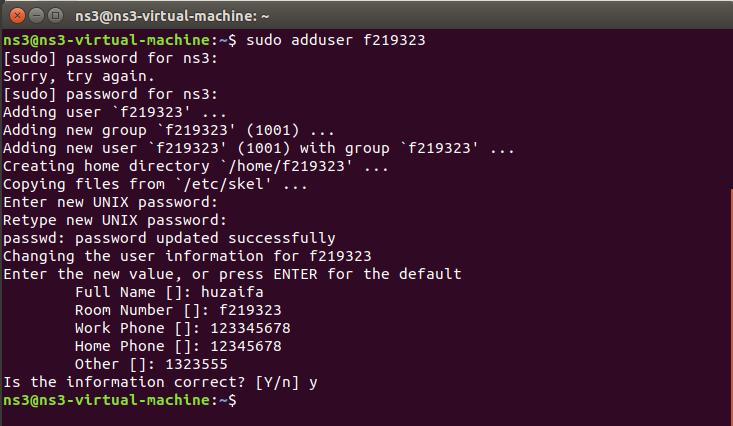 ns3@ns3-virtual-machine: ~
ns3@ns3-virtual-machine:~$ sudo adduser f219323
[sudo] password for ns3:
Sorry, try again.
[sudo] password for ns3:
Adding user `f219323' ...
Adding new group `f219323' (1001) ...
Adding new user `f219323' (1001) with group `f219323' ...
Creating home directory `/home/f219323' ...
Copying files from `/etc/skel' ...
Enter new UNIX password:
Retype new UNIX password:
passwd: password updated successfully
Changing the user information for f219323
Enter the new value, or press ENTER for the default
        Full Name []: huzaifa
        Room Number []: f219323
        Work Phone []: 123345678
        Home Phone []: 12345678
        Other []: 1323555
Is the information correct? [Y/n] y
ns3@ns3-virtual-machine:~$